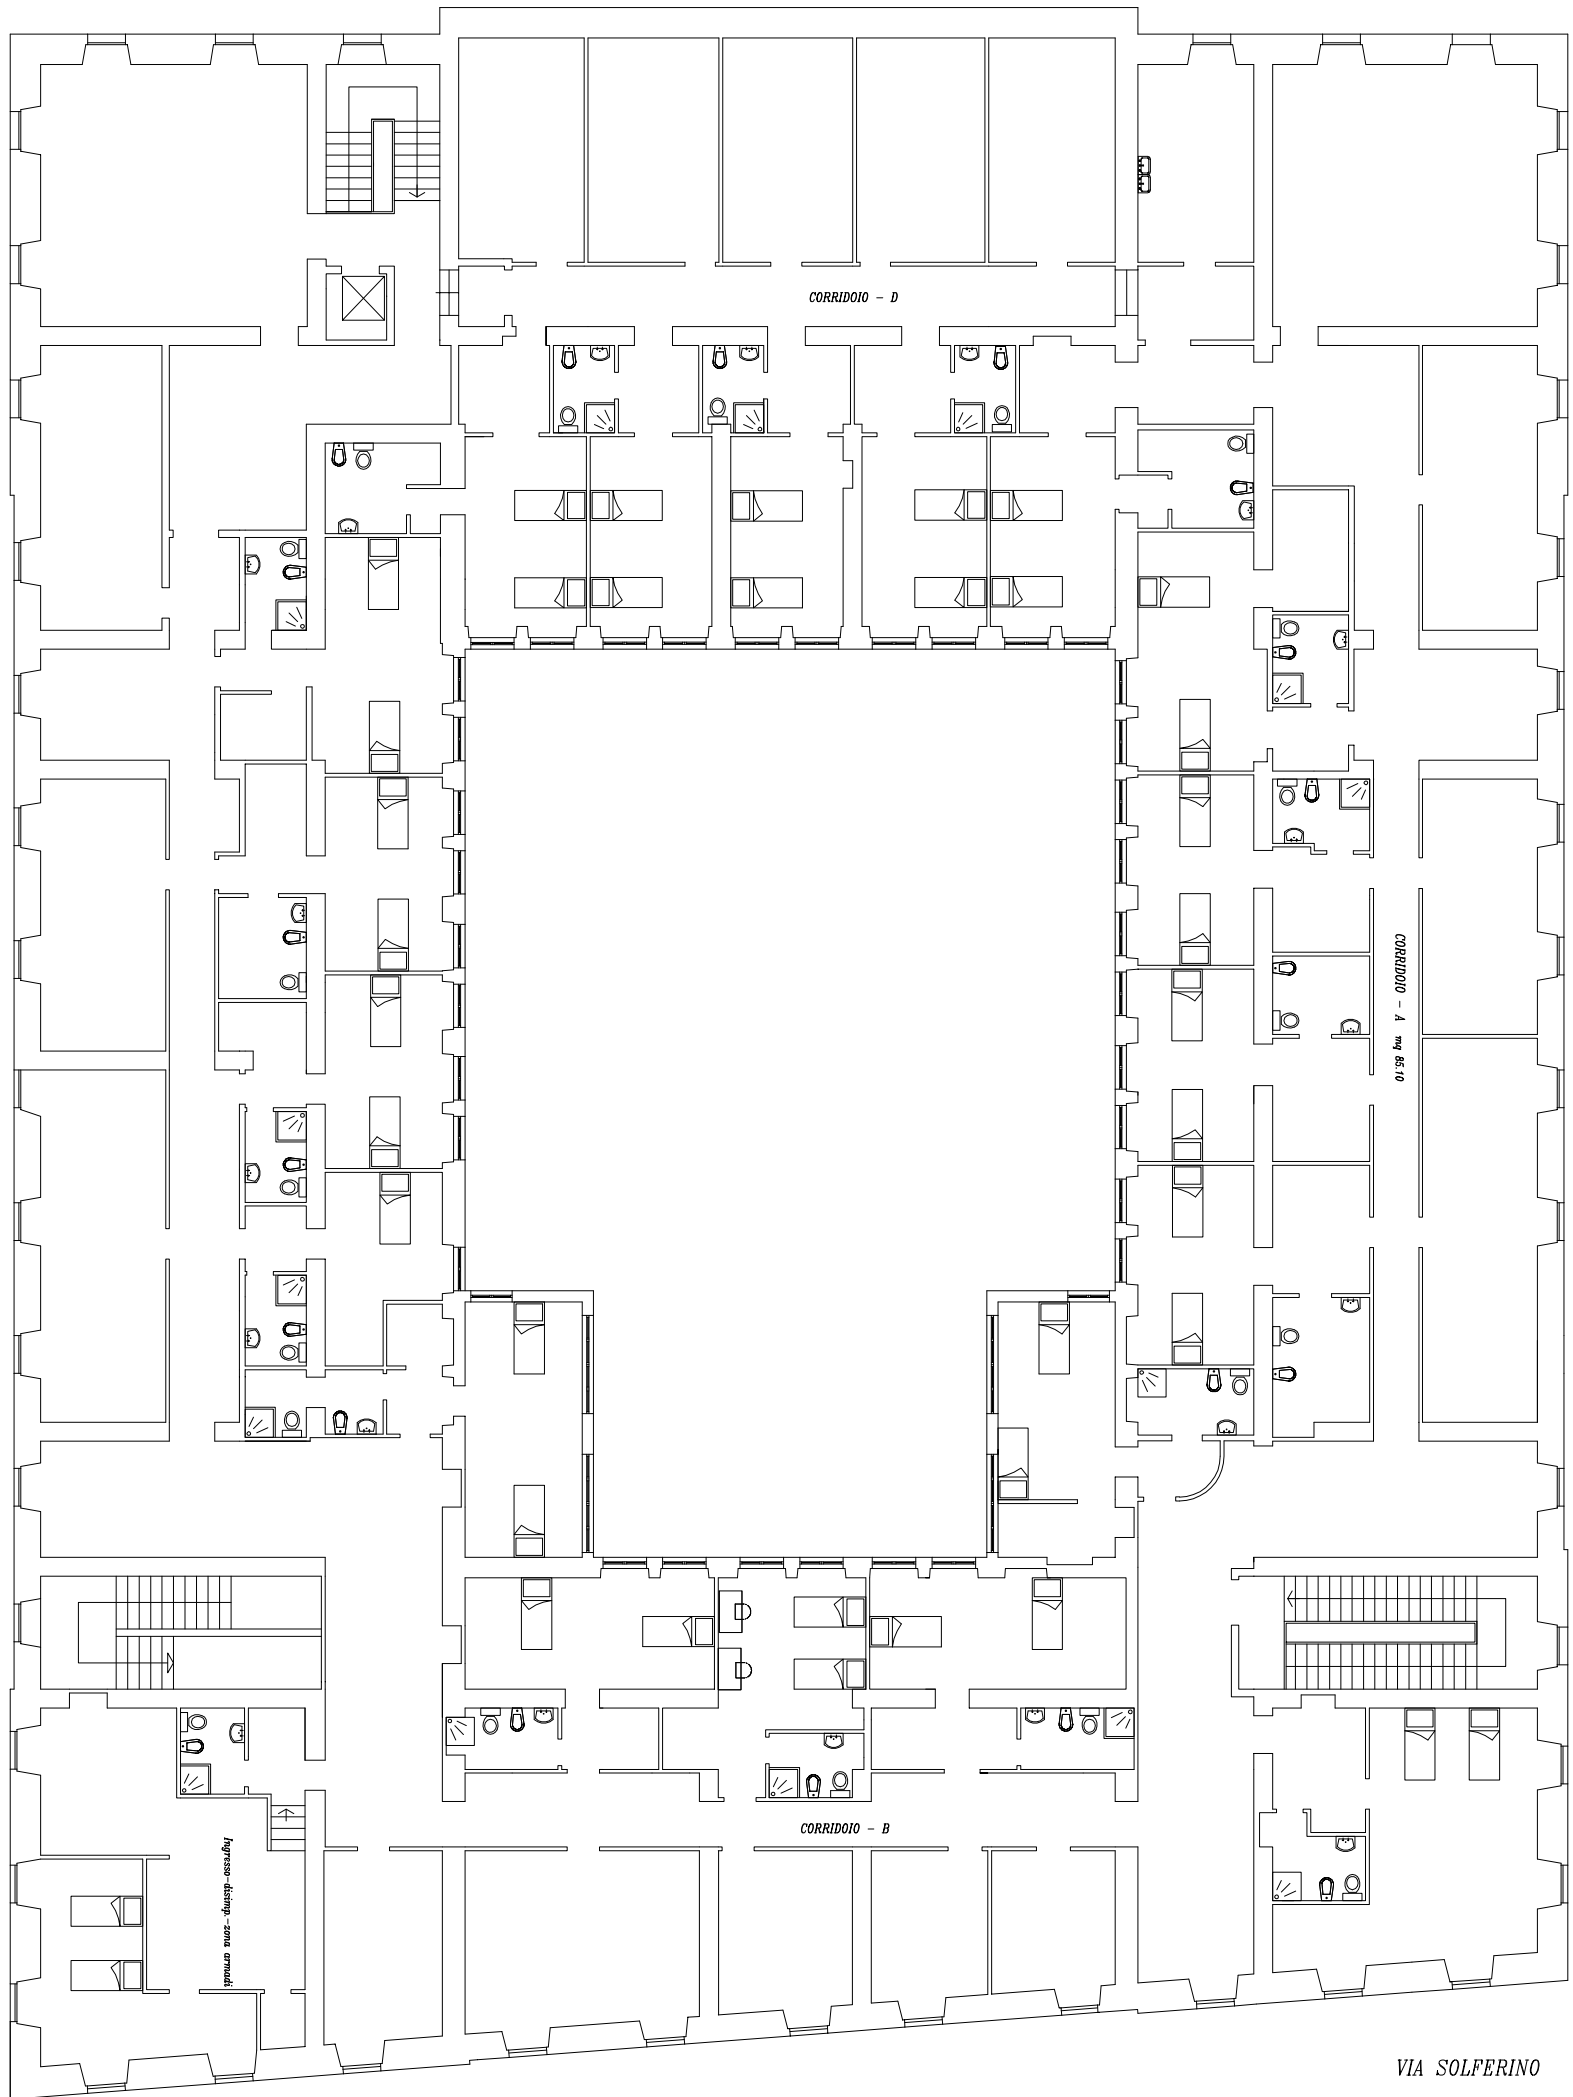 CORRIDOIO - D
CORRIDOIO - A mq 85.10
CORRIDOIO - B
Ingresso-disimp.-zona armadi
VIA SOLFERINO